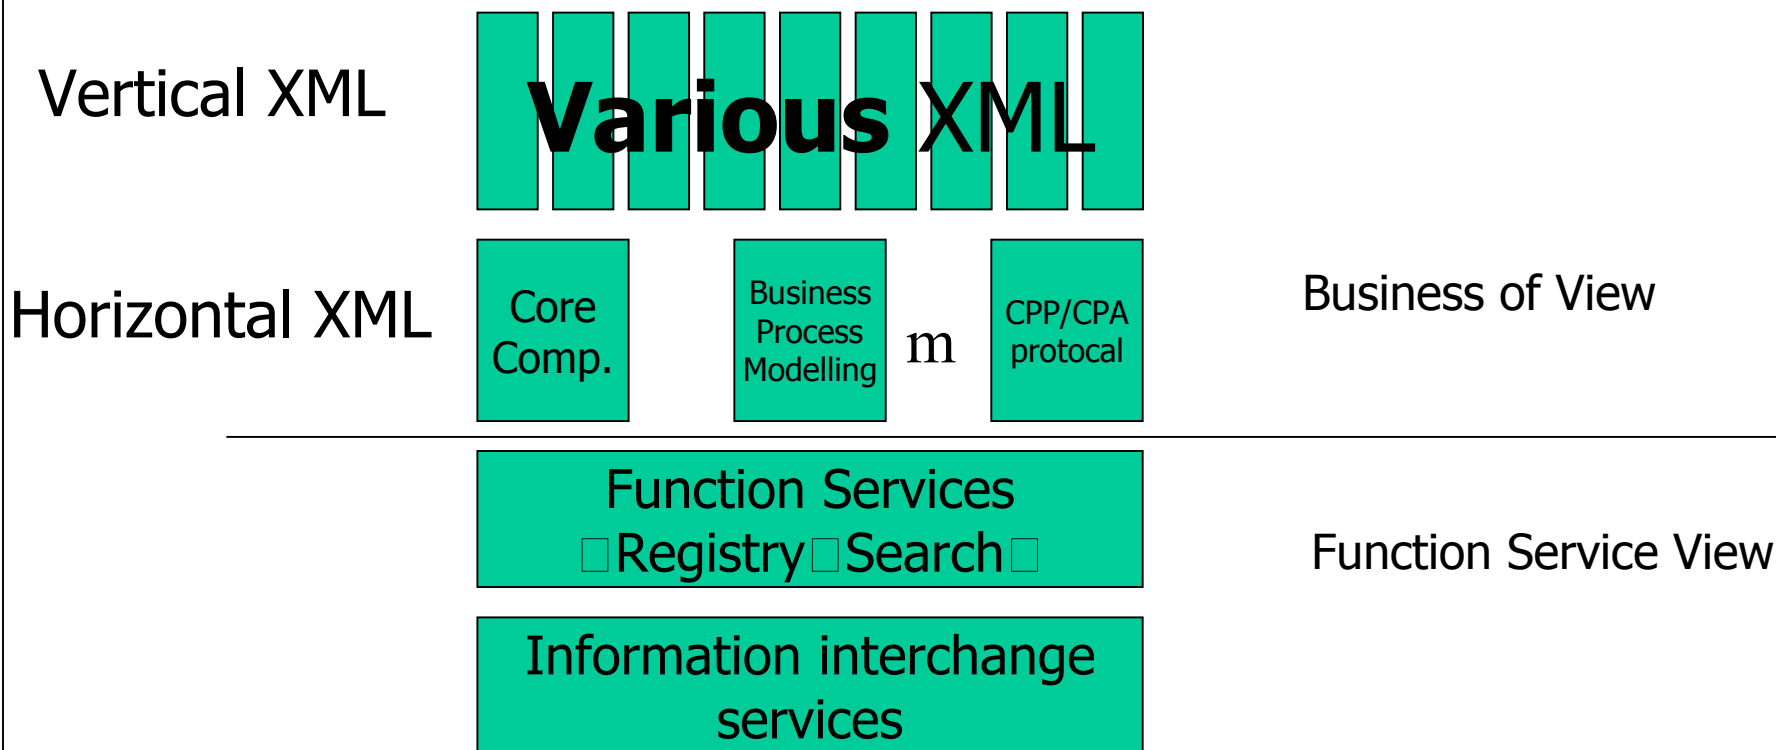 Vertical XML
Various XML
Horizontal XML
Core
Comp.
Business
Process
Modelling
m
CPP/CPA
protocal
Business of View
Function Services
□Registry□Search□
Function Service View
Information interchange
services